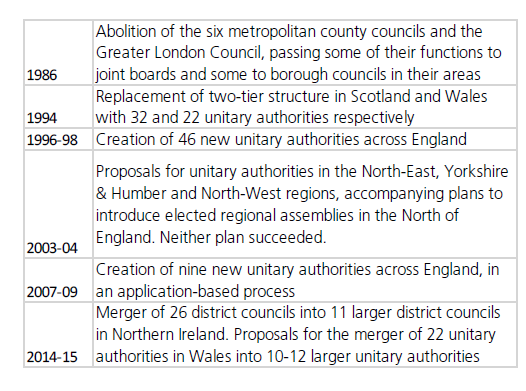 Abolition of the six metropolitan county councils and the
Greater London Council, passing some of their functions to
1986 joint boards and some to borough councils in their areas
Replacement of two-tier structure in Scotland and Wales
1994 with 32 and 22 unitary authorities respectively
1996-98 Creation of 46 new unitary authorities across England
Proposals for unitary authorities in the North-East, Yorkshire
& Humber and North-West regions, accompanying plans to
introduce elected regional assemblies in the North of
England. Neither plan succeeded.
2003-04
Creation of nine new unitary authorities across England, in
2007-09 an application-based process
Merger of 26 district councils into 11 larger district councils
in Northern Ireland. Proposals for the merger of 22 unitary
2014-15 authorities in Wales into 10-12 larger unitary authorities